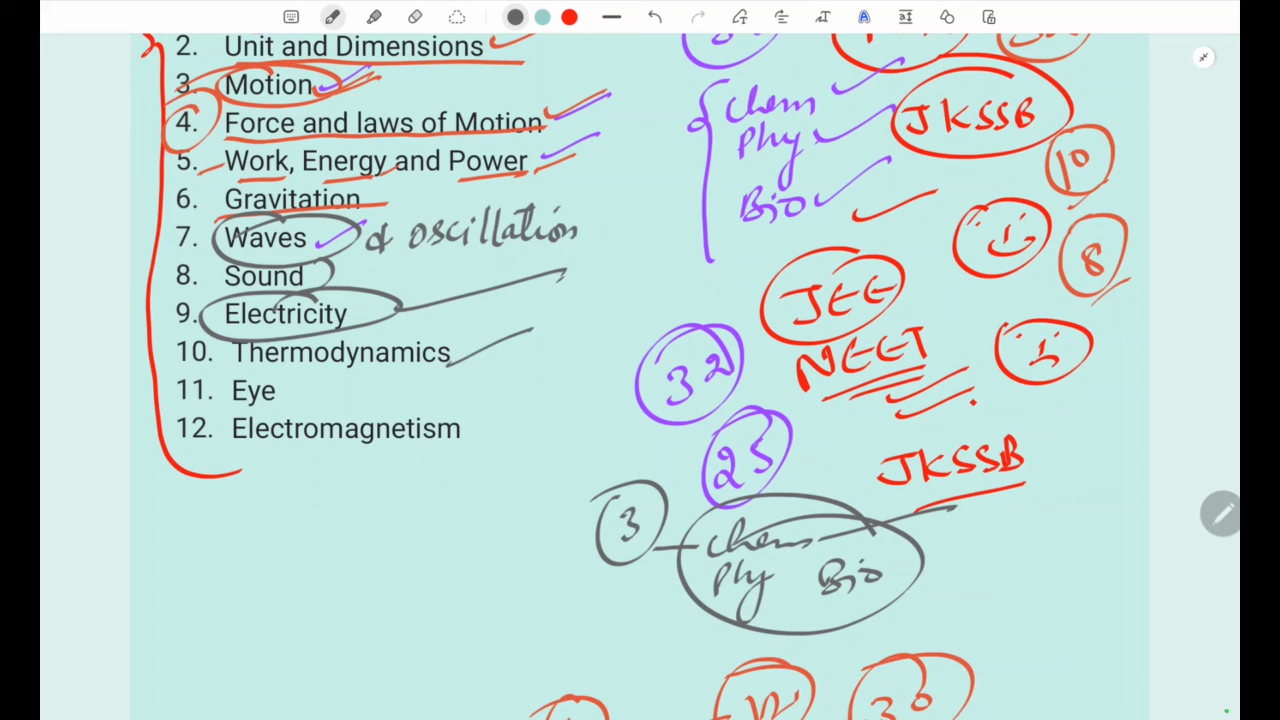 2. Unit and Dimensions
3. Motion
4. Force and laws of Motion
5. Work, Energy and Power
6. Gravitation
7. Waves & oscillation
8. Sound
9. Electricity
10. Thermodynamics
11. Eye
12. Electromagnetism
Chem
Phy
Bio
JKSSB
10
8
JEE
NEET
32
25
JKSSB
3
Chem
Phy Bio
30